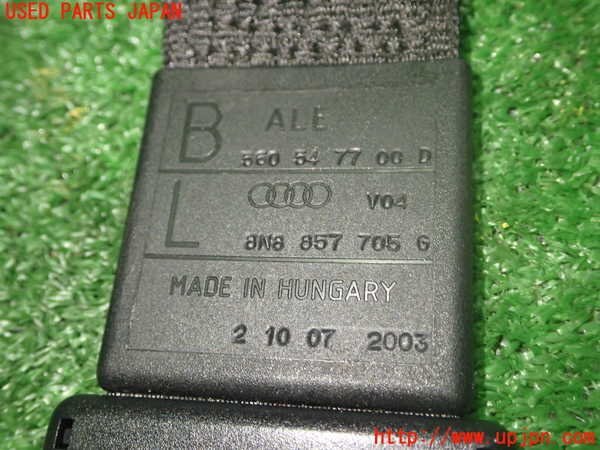 USED PARTS JAPAN
B ALE
560 54 77 00 D
L V04
8N8 857 705 G
MADE IN HUNGARY
2 10 07 2003
http://www.upjpn.com